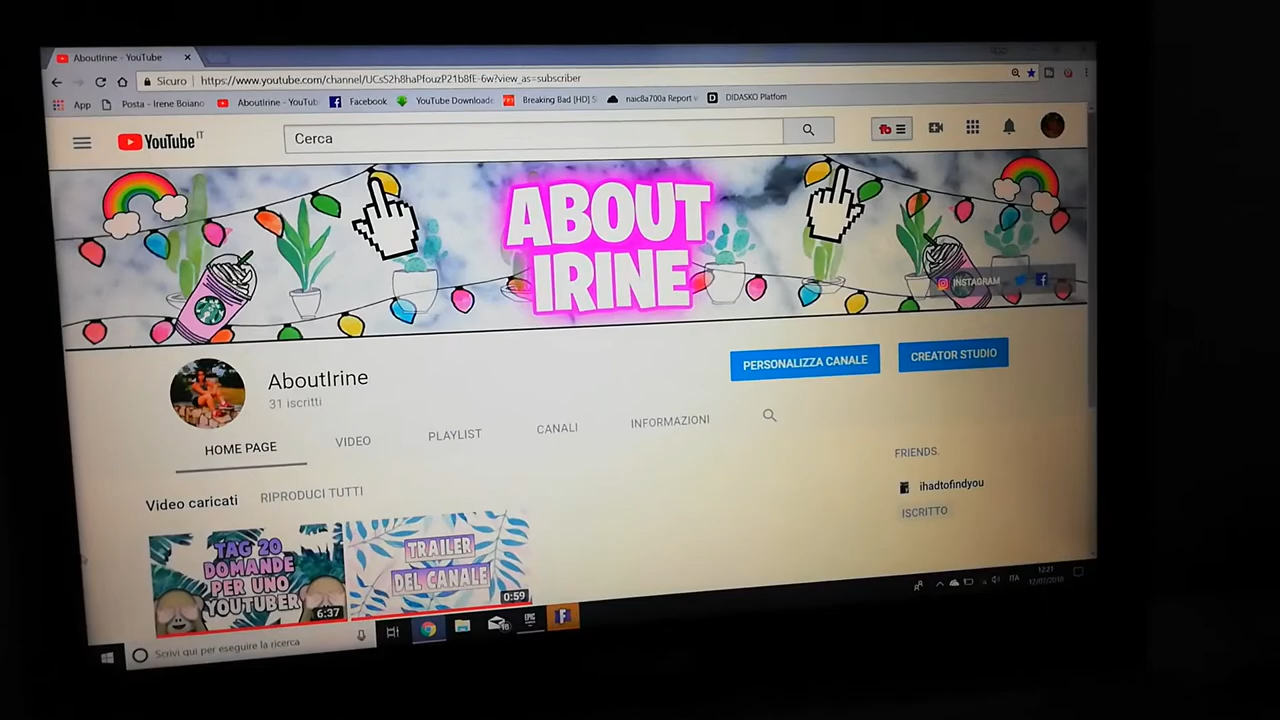 AboutIrine - YouTube
Sicuro https://www.youtube.com/channel/UCsS2h8haPfouzP21b8fE-6w?view_as=subscriber
App Posta - Irene Boiano AboutIrine - YouTub Facebook YouTube Downloade Breaking Bad [HD] S naic8a700a Report v DIDASKO Platfom
YouTube IT
Cerca
ABOUT
IRINE
INSTAGRAM
AboutIrine
31 iscritti
PERSONALIZZA CANALE
CREATOR STUDIO
HOME PAGE VIDEO PLAYLIST CANALI INFORMAZIONI
FRIENDS.
ihadtofindyou
ISCRITTO
Video caricati RIPRODUCI TUTTI
TAG 20
DOMANDE
PER UNO
YOUTUBER
6:37
TRAILER
DEL CANALE
0:59
Scrivi qui per eseguire la ricerca
EPIC
ITA
12:21
12/07/2018